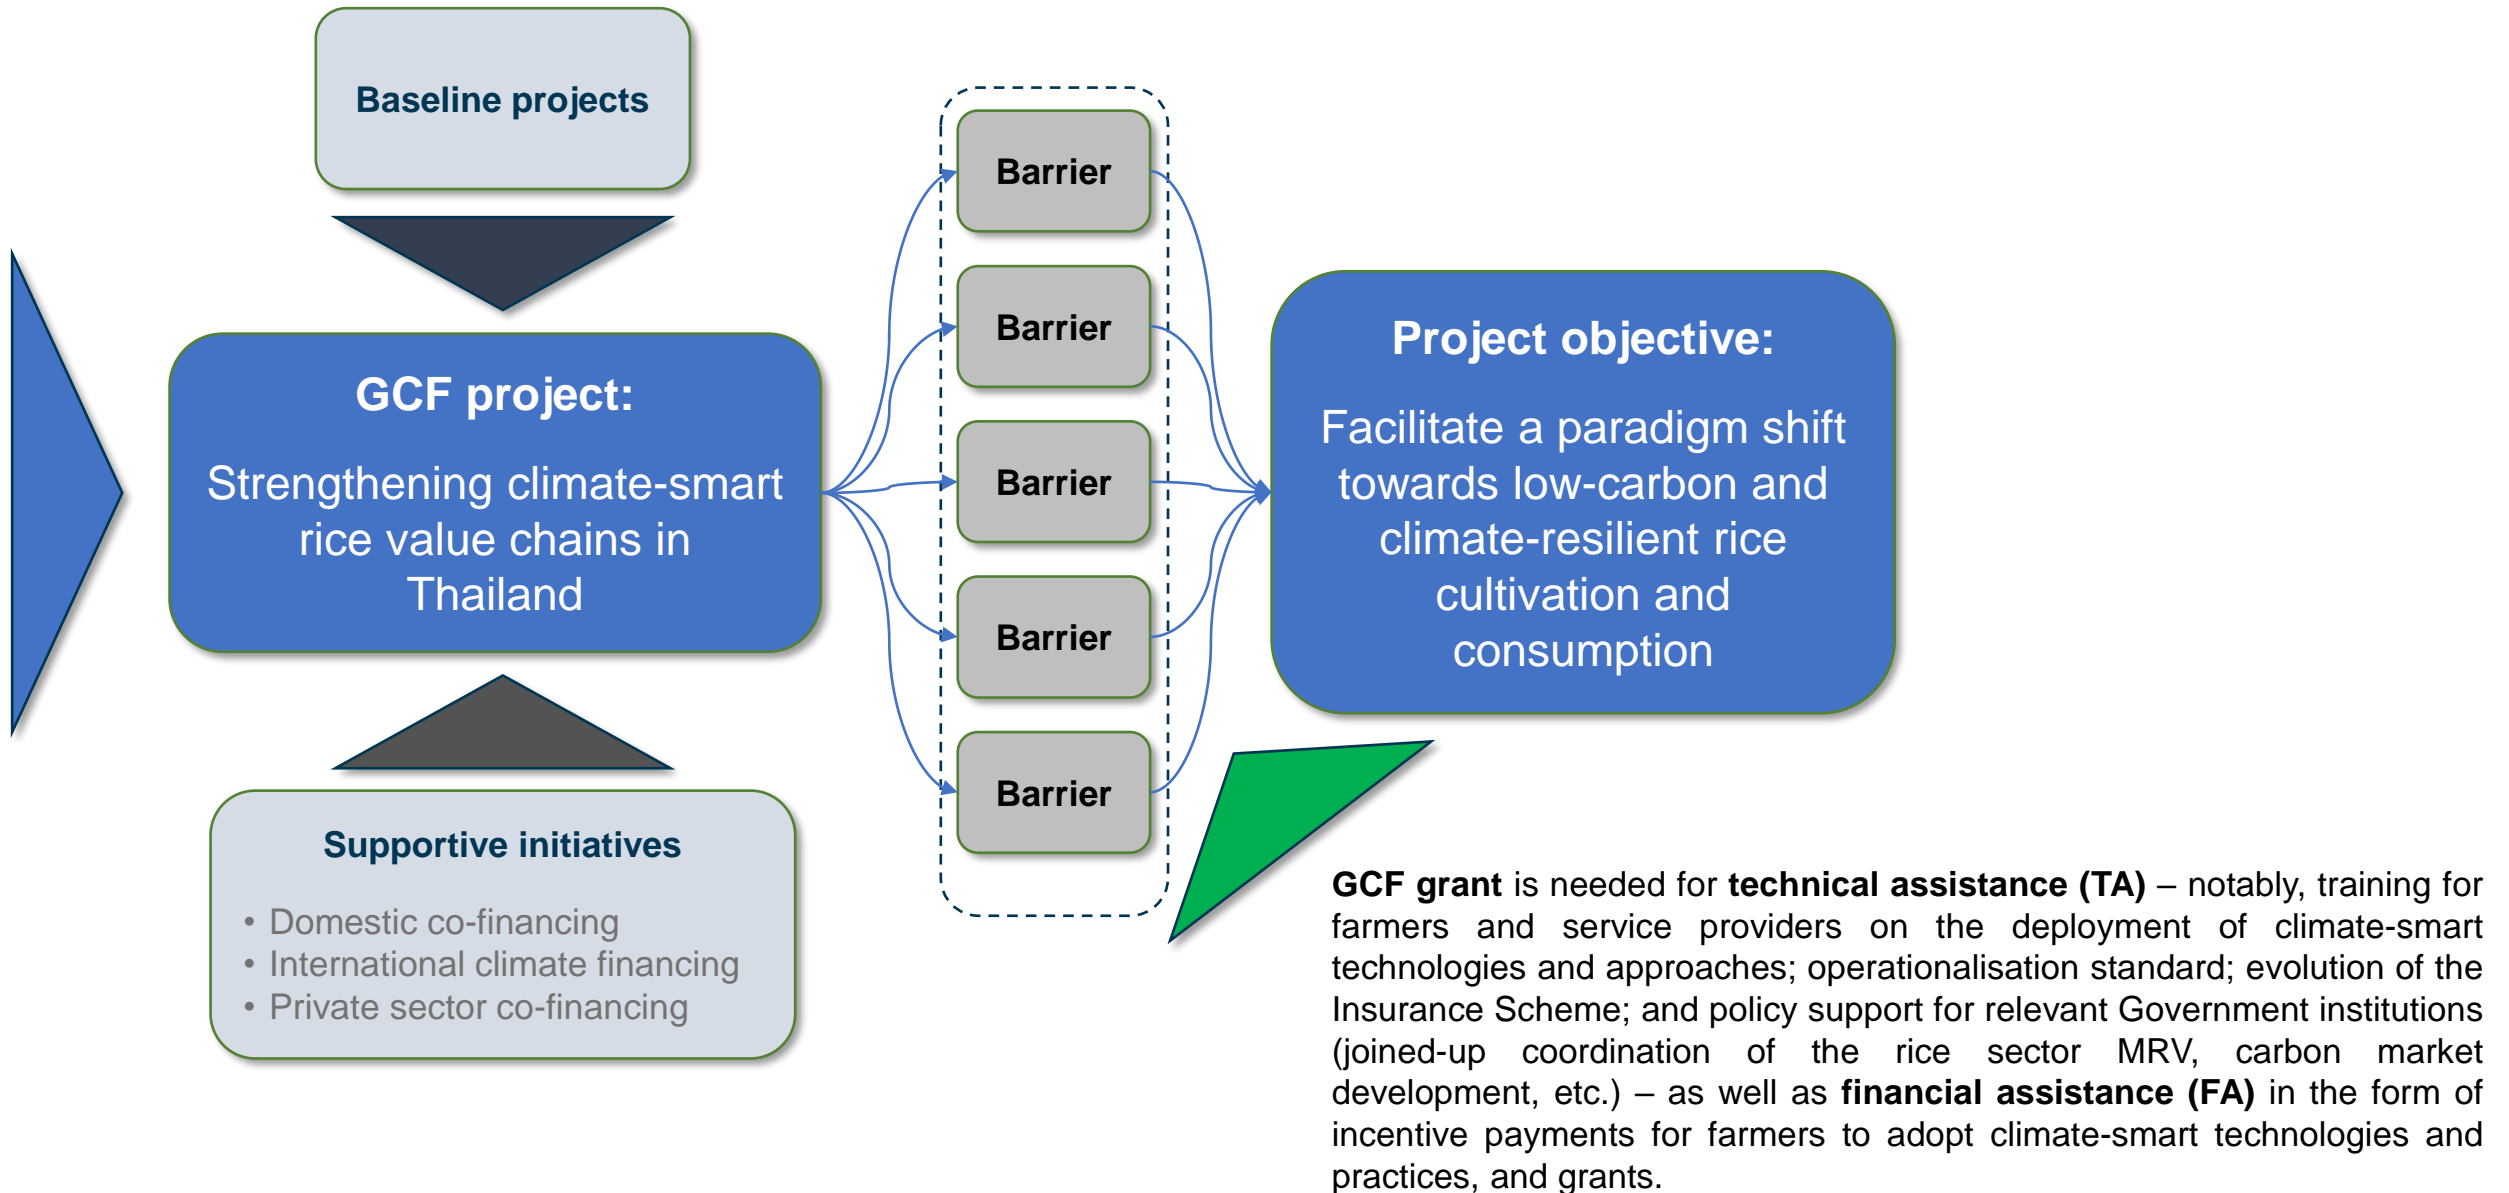 Baseline projects
GCF project:
Strengthening climate-smart
rice value chains in
Thailand
Supportive initiatives
• Domestic co-financing
• International climate financing
• Private sector co-financing
Barrier
Barrier
Barrier
Barrier
Barrier
Project objective:
Facilitate a paradigm shift
towards low-carbon and
climate-resilient rice
cultivation and
consumption
GCF grant is needed for technical assistance (TA) – notably, training for
farmers and service providers on the deployment of climate-smart
technologies and approaches; operationalisation standard; evolution of the
Insurance Scheme; and policy support for relevant Government institutions
(joined-up coordination of the rice sector MRV, carbon market
development, etc.) – as well as financial assistance (FA) in the form of
incentive payments for farmers to adopt climate-smart technologies and
practices, and grants.